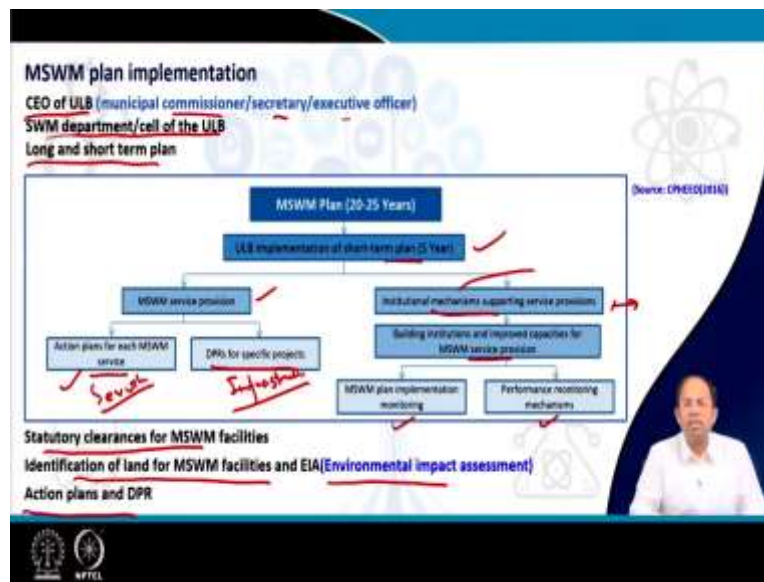 MSWM plan implementation
CEO of ULB (municipal commissioner/secretary/executive officer)
SWM department/cell of the ULB
Long and short term plan
(Source: CPHEEO(2016))
MSWM Plan (20-25 Years)
ULB implementation of short-term plan (5 Year)
MSWM service provision
Institutional mechanisms supporting service provisions
Action plans for each MSWM
service
DPRs for specific projects
Building institutions and improved capacities for
MSWM service provision
MSWM plan implementation
monitoring
Performance monitoring
mechanisms
Statutory clearances for MSWM facilities
Identification of land for MSWM facilities and EIA(Environmental impact assessment)
Action plans and DPR
NPTEL